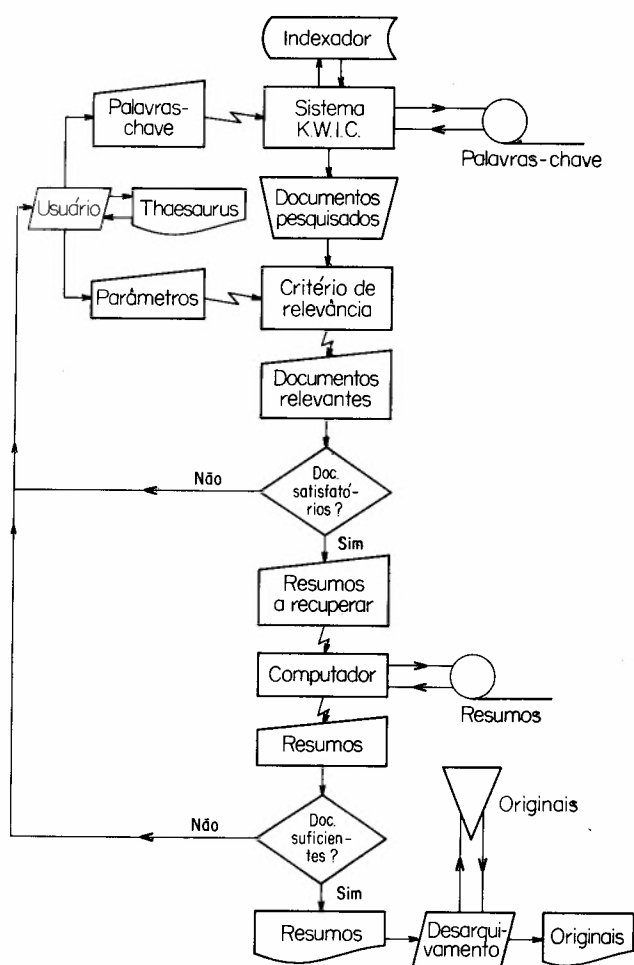 Indexador
Palavras-
chave
Sistema
K.W.I.C.
Palavras-chave
Usuário
Thaesaurus
Documentos
pesquisados
Parâmetros
Critério de
relevância
Documentos
relevantes
Não
Doc.
satisfató-
rios ?
Sim
Resumos
a recuperar
Computador
Resumos
Resumos
Não
Doc.
suficien-
tes ?
Originais
Sim
Resumos
Desarqui-
vamento
Originais